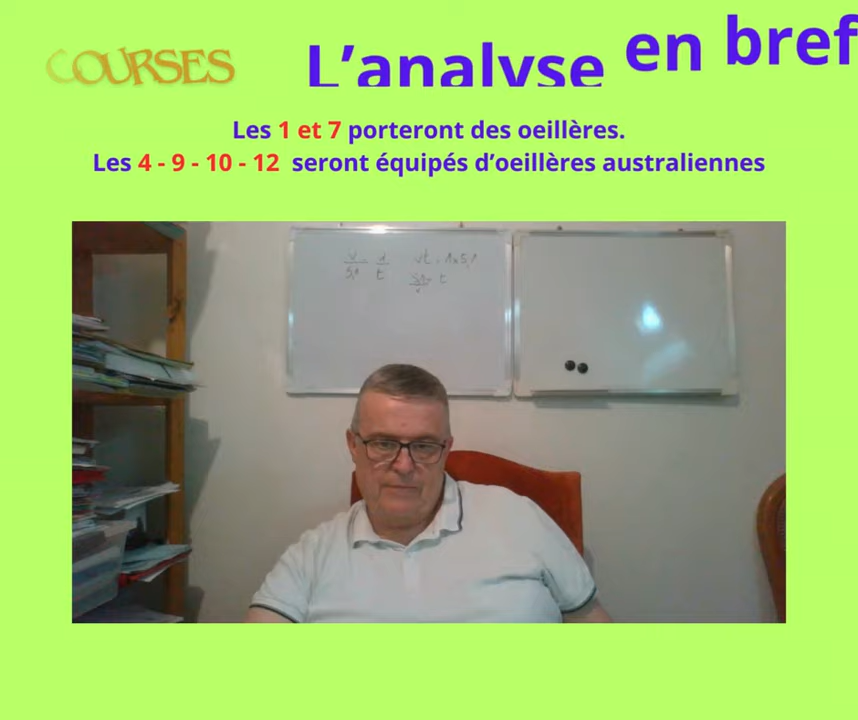 COURSES
L’analyse en bref
Les 1 et 7 porteront des oeillères.
Les 4 - 9 - 10 - 12 seront équipés d’oeillères australiennes